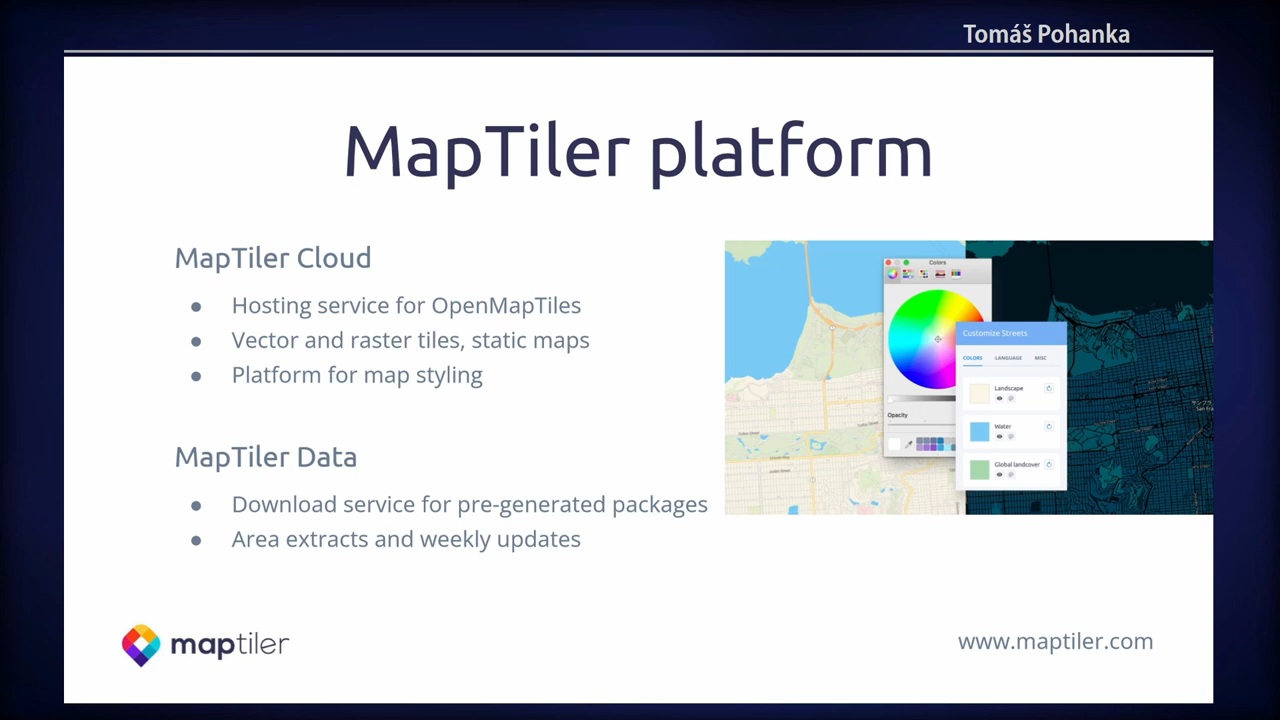 Tomáš Pohanka
MapTiler platform
MapTiler Cloud
● Hosting service for OpenMapTiles
● Vector and raster tiles, static maps
● Platform for map styling
MapTiler Data
● Download service for pre-generated packages
● Area extracts and weekly updates
Colors
Opacity
Customize Streets
COLORS LANGUAGE MISC
Landscape
Water
Global landcover
maptiler
www.maptiler.com